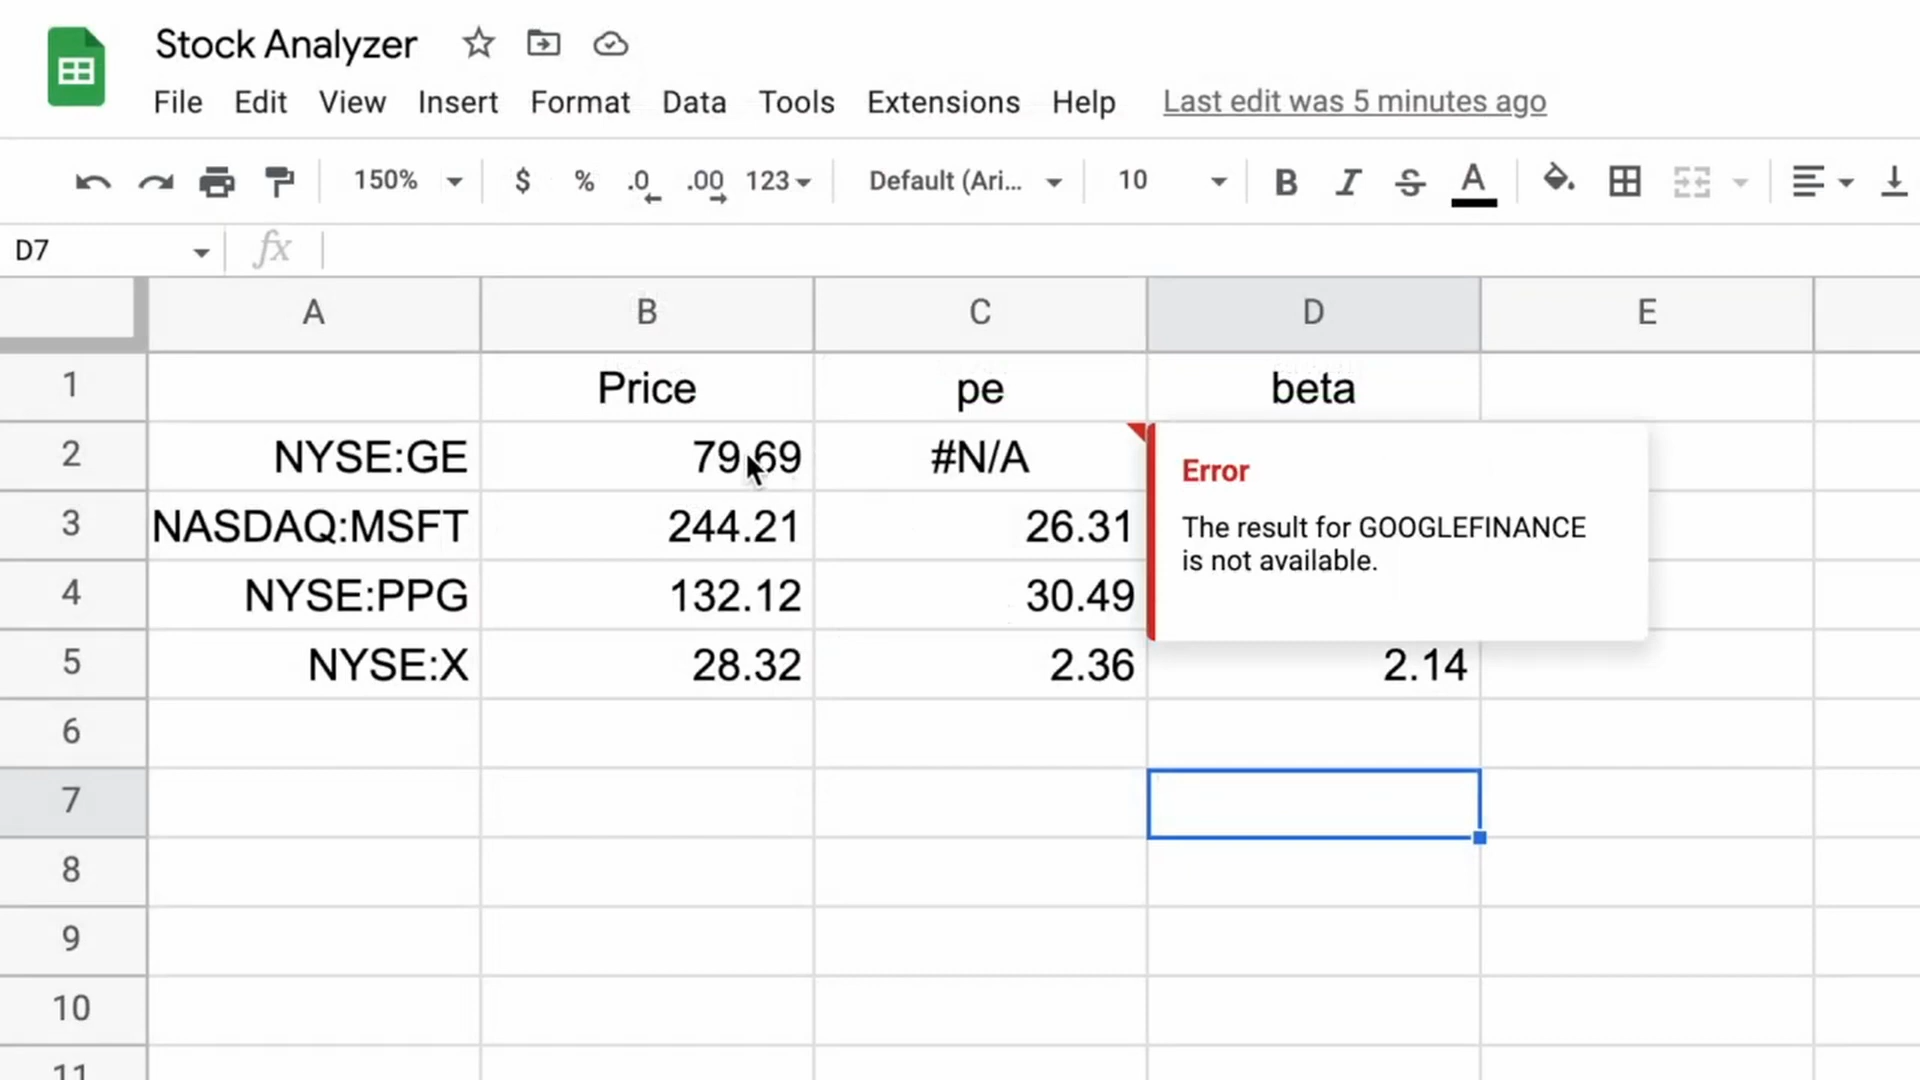 Stock Analyzer
File Edit View Insert Format Data Tools Extensions Help Last edit was 5 minutes ago
150% $ % .0 .00 123 Default (Ari... 10 B I S A
D7 fx
A B C D E
1 Price pe beta
2 NYSE:GE 79.69 #N/A
Error
3 NASDAQ:MSFT 244.21 26.31
The result for GOOGLEFINANCE
is not available.
4 NYSE:PPG 132.12 30.49
5 NYSE:X 28.32 2.36 2.14
6
7
8
9
10
11